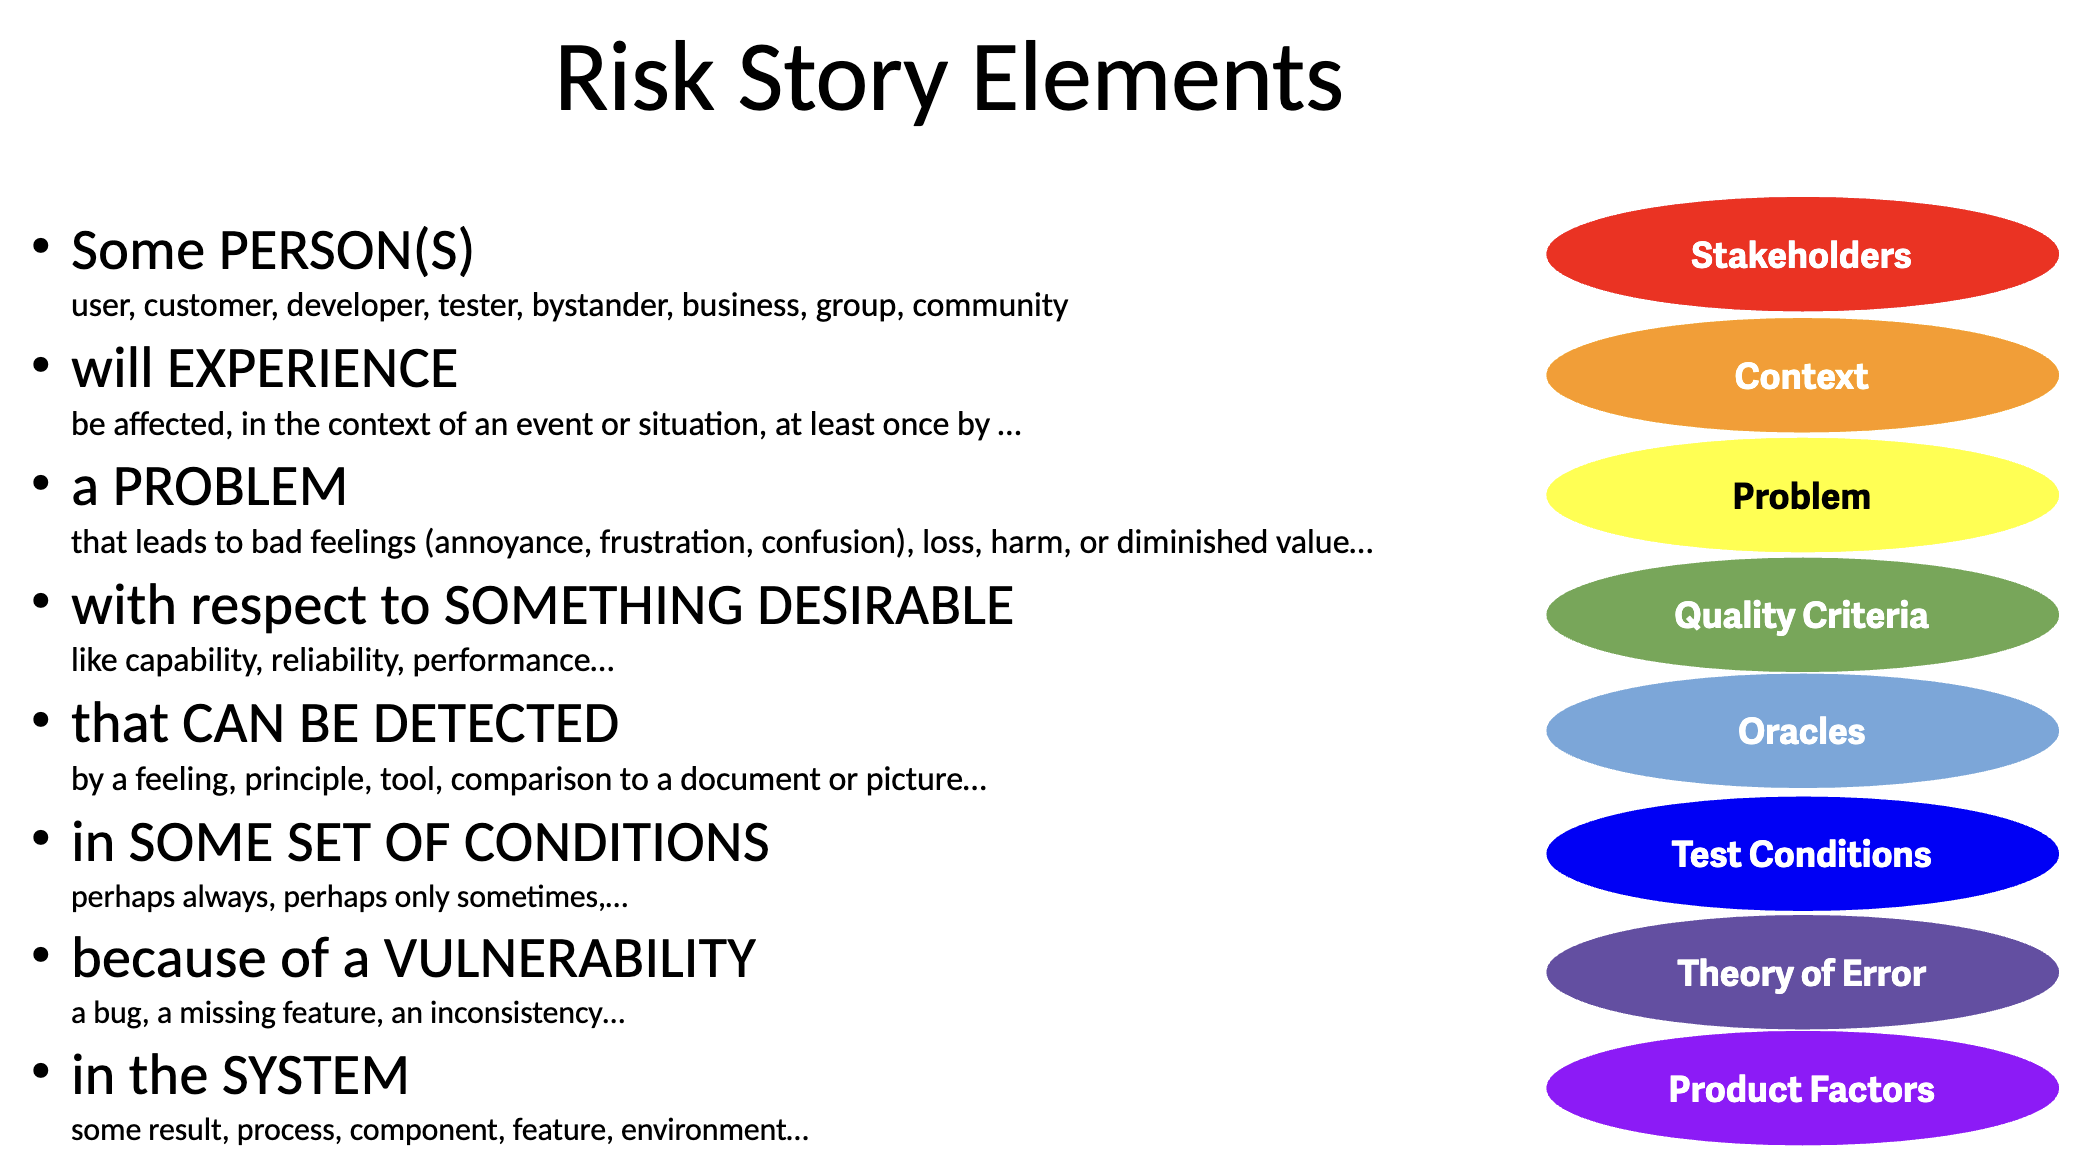 Risk Story Elements
• Some PERSON(S)
user, customer, developer, tester, bystander, business, group, community
Stakeholders
• will EXPERIENCE
be affected, in the context of an event or situation, at least once by …
Context
• a PROBLEM
that leads to bad feelings (annoyance, frustration, confusion), loss, harm, or diminished value…
Problem
• with respect to SOMETHING DESIRABLE
like capability, reliability, performance…
Quality Criteria
• that CAN BE DETECTED
by a feeling, principle, tool, comparison to a document or picture…
Oracles
• in SOME SET OF CONDITIONS
perhaps always, perhaps only sometimes,…
Test Conditions
• because of a VULNERABILITY
a bug, a missing feature, an inconsistency…
Theory of Error
• in the SYSTEM
some result, process, component, feature, environment…
Product Factors